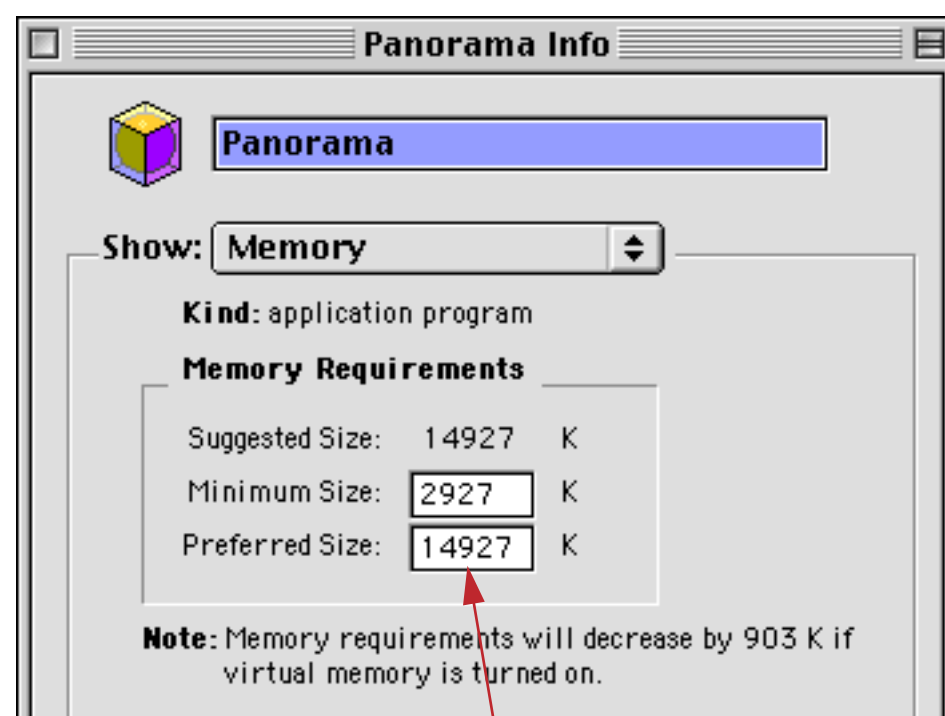 Panorama Info
Panorama
Show: Memory
Kind: application program
Memory Requirements
Suggested Size: 14927 K
Minimum Size: 2927 K
Preferred Size: 14927 K
Note: Memory requirements will decrease by 903 K if
virtual memory is turned on.